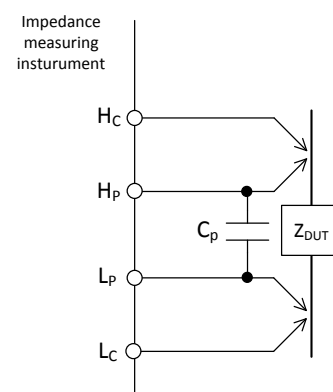 Impedance
measuring
insturument
HC
HP
CP
ZDUT
LP
LC